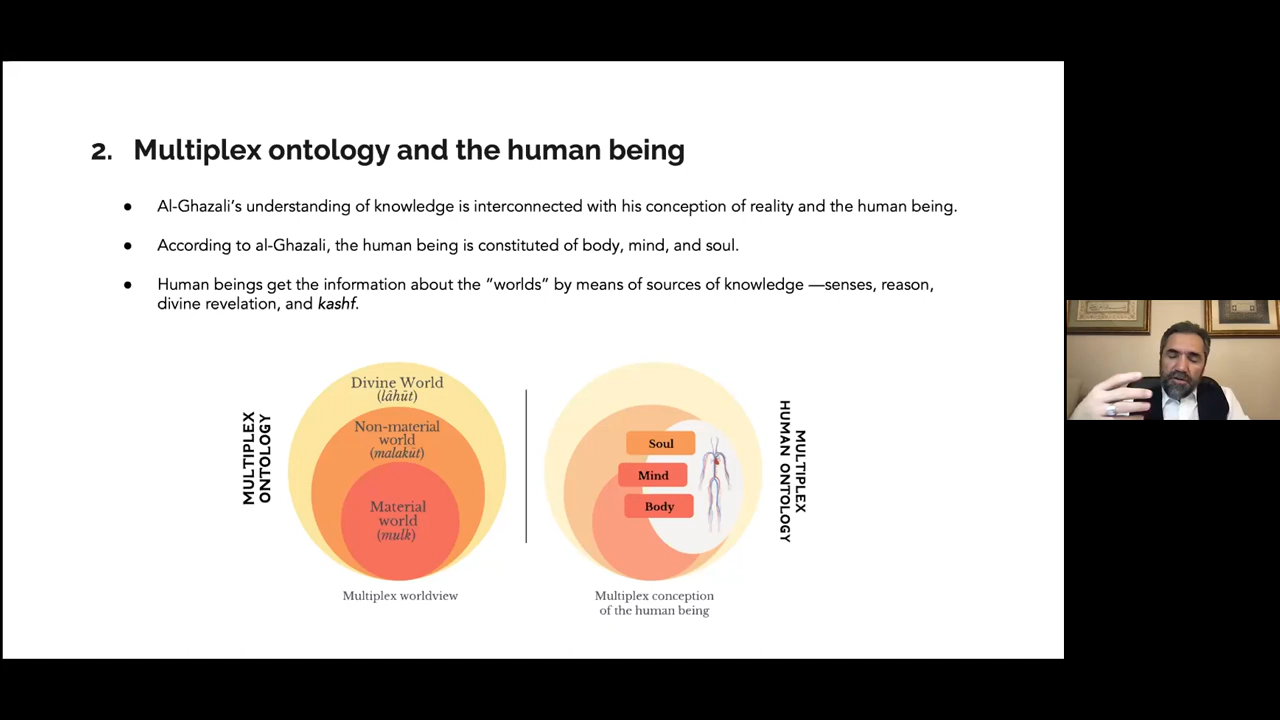 2. Multiplex ontology and the human being
● Al-Ghazali’s understanding of knowledge is interconnected with his conception of reality and the human being.
● According to al-Ghazali, the human being is constituted of body, mind, and soul.
● Human beings get the information about the “worlds” by means of sources of knowledge —senses, reason,
divine revelation, and kashf.
MULTIPLEX
ONTOLOGY
Divine World
(lâhūt)
Non-material
world
(malakūt)
Material
world
(mulk)
Multiplex worldview
Soul
Mind
Body
MULTIPLEX
HUMAN ONTOLOGY
Multiplex conception
of the human being